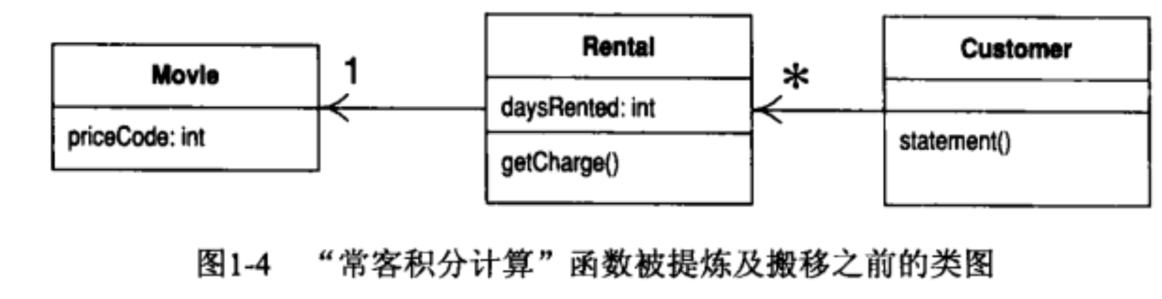 Movie
priceCode: int
1
Rental
daysRented: int
getCharge()
*
Customer
statement()
图1-4 “常客积分计算”函数被提炼及搬移之前的类图